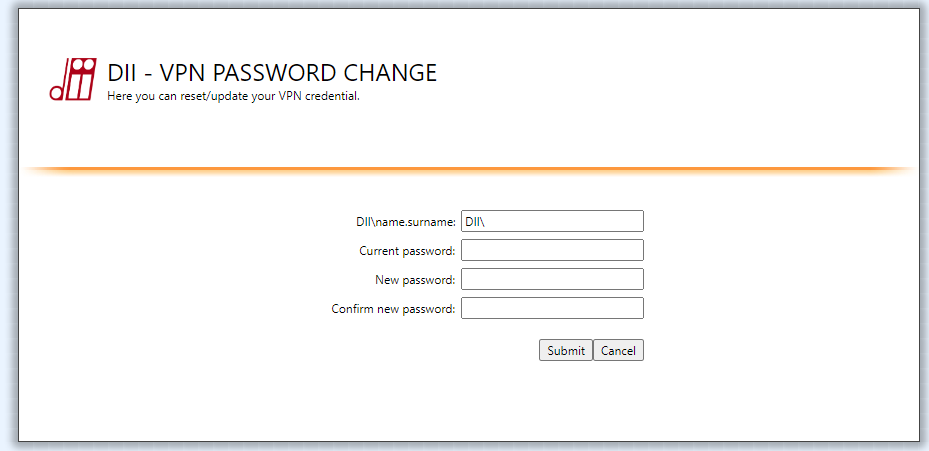 DII - VPN PASSWORD CHANGE
Here you can reset/update your VPN credential.
DII\name.surname: DII\
Current password:
New password:
Confirm new password:
Submit Cancel